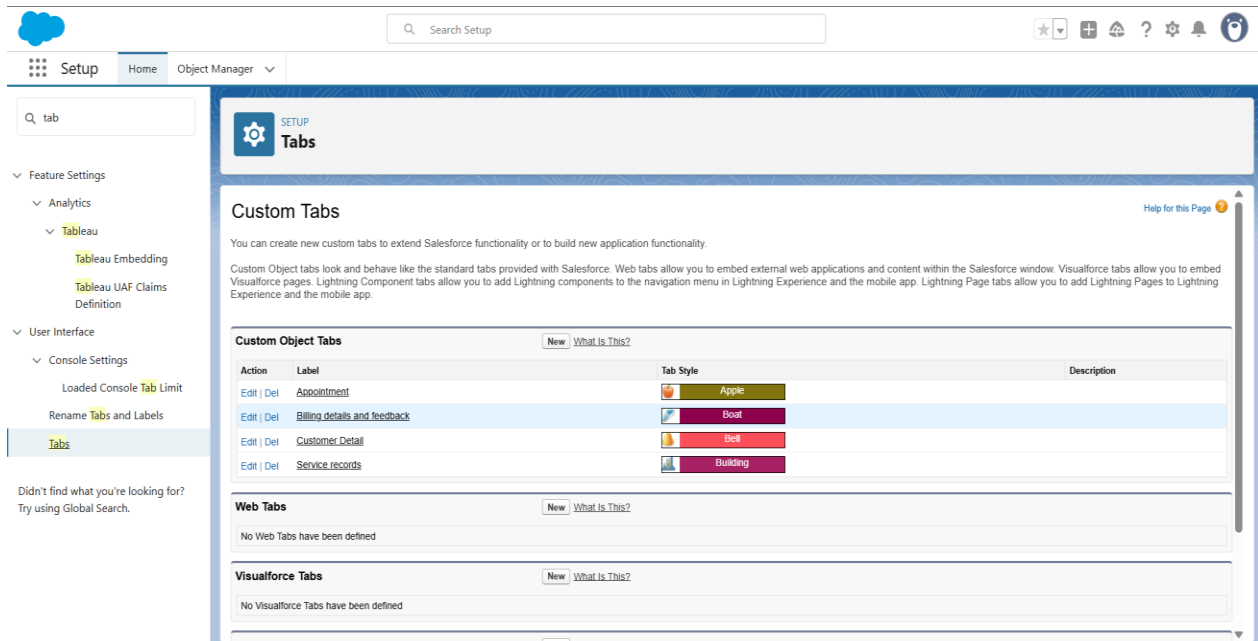 Search Setup
Setup
Home
Object Manager
tab
Feature Settings
Analytics
Tableau
Tableau Embedding
Tableau UAF Claims
Definition
User Interface
Console Settings
Loaded Console Tab Limit
Rename Tabs and Labels
Tabs
Didn't find what you're looking for?
Try using Global Search.
SETUP
Tabs
Custom Tabs
Help for this Page
You can create new custom tabs to extend Salesforce functionality or to build new application functionality.
Custom Object tabs look and behave like the standard tabs provided with Salesforce. Web tabs allow you to embed external web applications and content within the Salesforce window. Visualforce tabs allow you to embed
Visualforce pages. Lightning Component tabs allow you to add Lightning components to the navigation menu in Lightning Experience and the mobile app. Lightning Page tabs allow you to add Lightning Pages to Lightning
Experience and the mobile app.
Custom Object Tabs New What Is This?
Action Label Tab Style Description
Edit | Del Appointment Apple
Edit | Del Billing details and feedback Boat
Edit | Del Customer Detail Bell
Edit | Del Service records Building
Web Tabs New What Is This?
No Web Tabs have been defined
Visualforce Tabs New What Is This?
No Visualforce Tabs have been defined